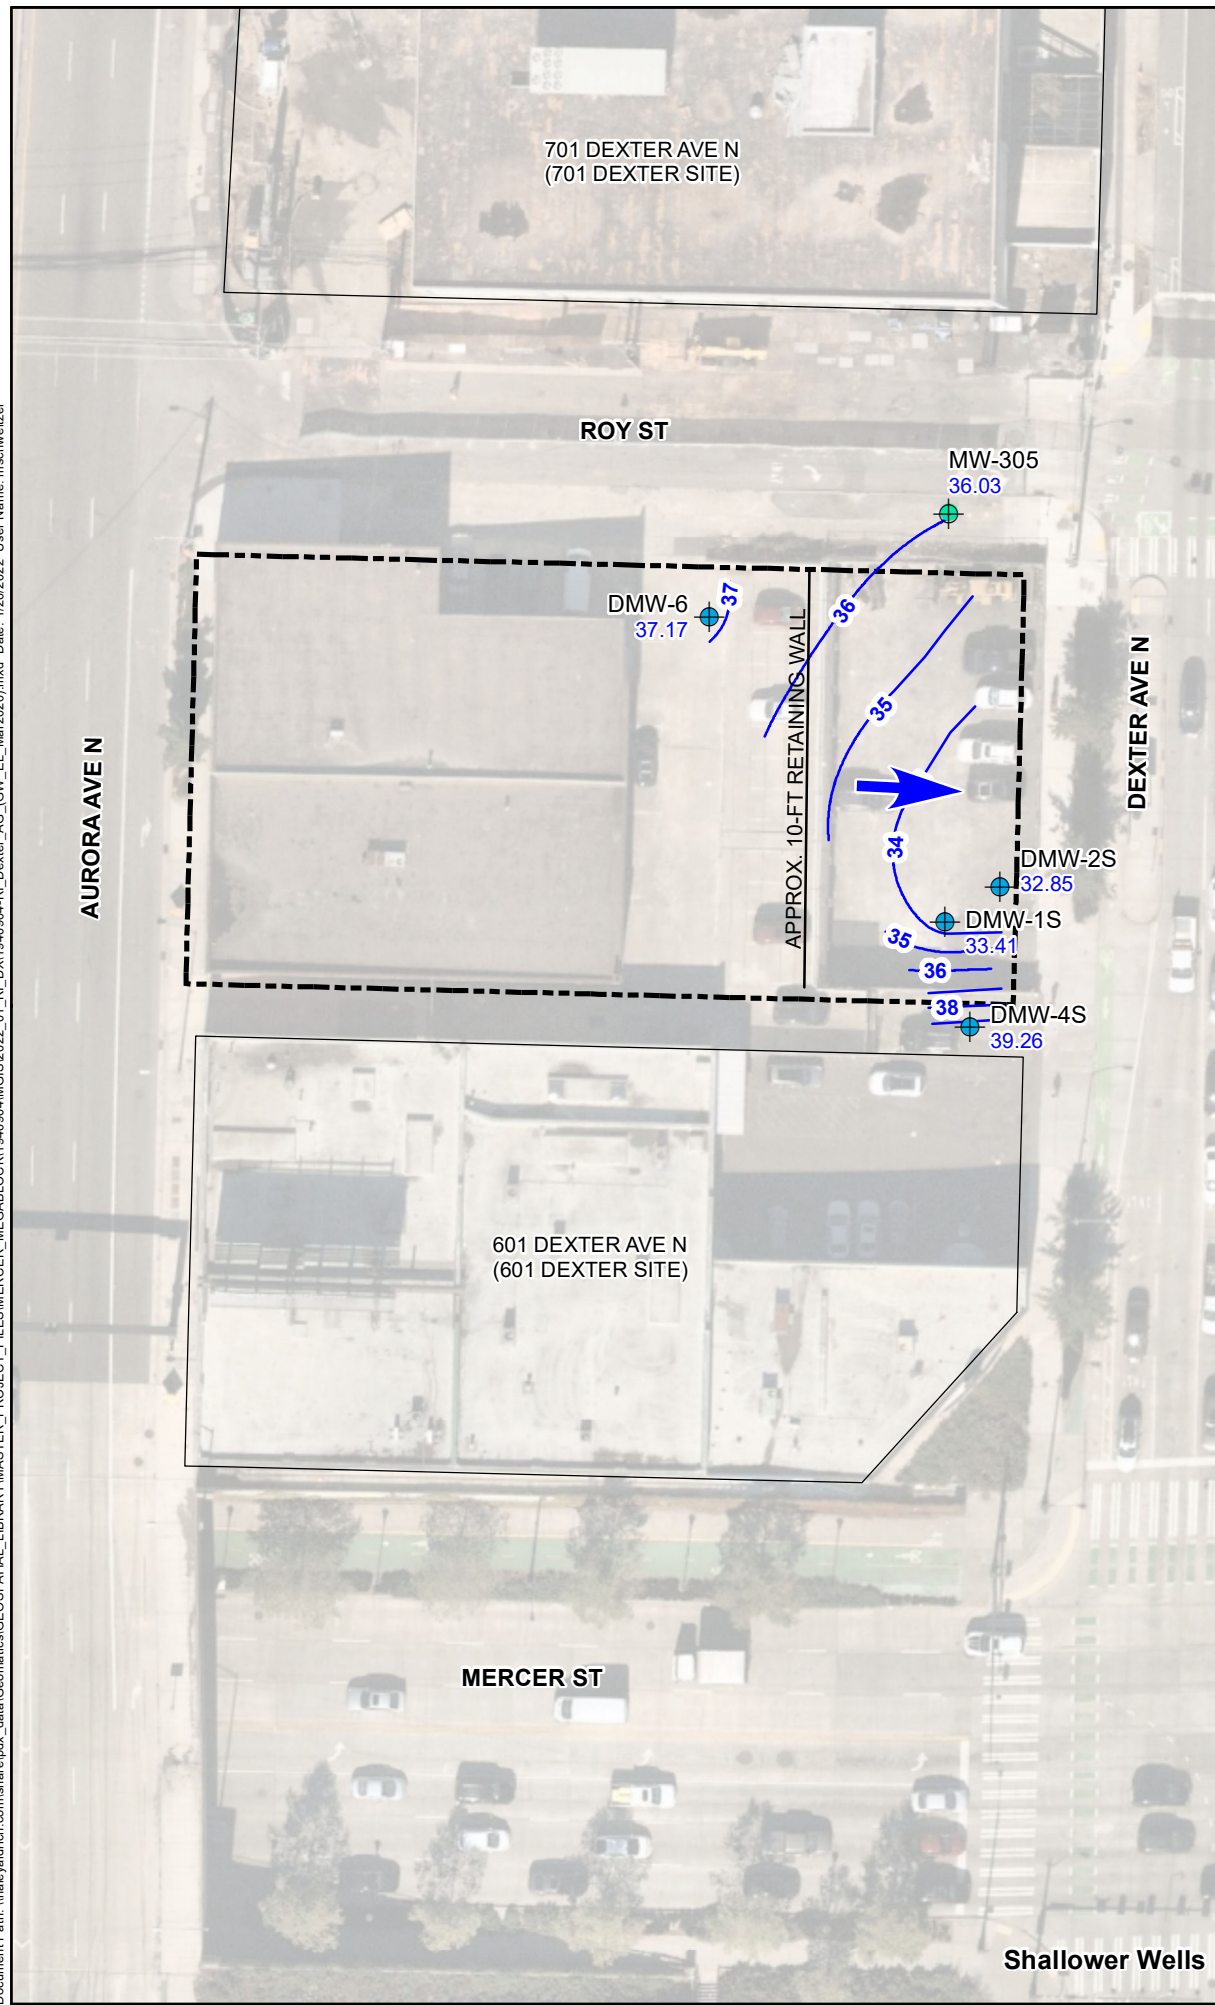 701 DEXTER AVE N
(701 DEXTER SITE)
ROY ST
MW-305
36.03
DMW-6
37.17
37
36
35
34
APPROX. 10-FT RETAINING WALL
AURORA AVE N
DEXTER AVE N
DMW-2S
32.85
DMW-1S
33.41
35
36
38
DMW-4S
39.26
601 DEXTER AVE N
(601 DEXTER SITE)
MERCER ST
Shallower Wells